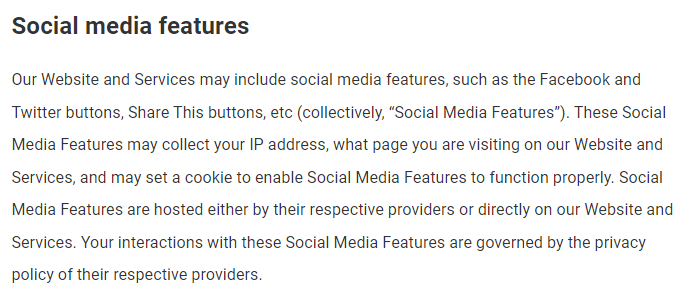 Social media features
Our Website and Services may include social media features, such as the Facebook and
Twitter buttons, Share This buttons, etc (collectively, “Social Media Features”). These Social
Media Features may collect your IP address, what page you are visiting on our Website and
Services, and may set a cookie to enable Social Media Features to function properly. Social
Media Features are hosted either by their respective providers or directly on our Website and
Services. Your interactions with these Social Media Features are governed by the privacy
policy of their respective providers.